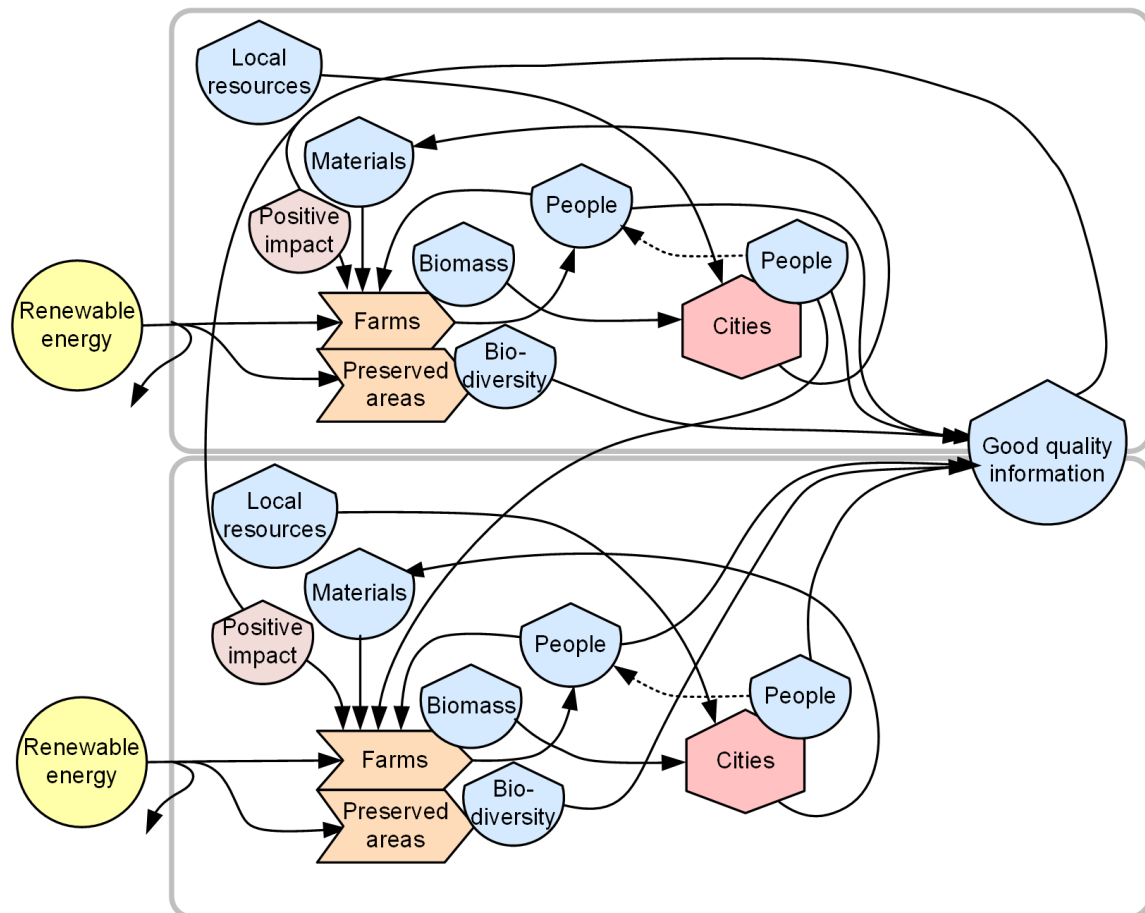 Local
resources
Materials
Positive
impact
People
Biomass
People
Renewable
energy
Farms
Cities
Preserved
areas
Bio-
diversity
Good quality
information
Local
resources
Materials
Positive
impact
People
Biomass
People
Renewable
energy
Farms
Cities
Preserved
areas
Bio-
diversity